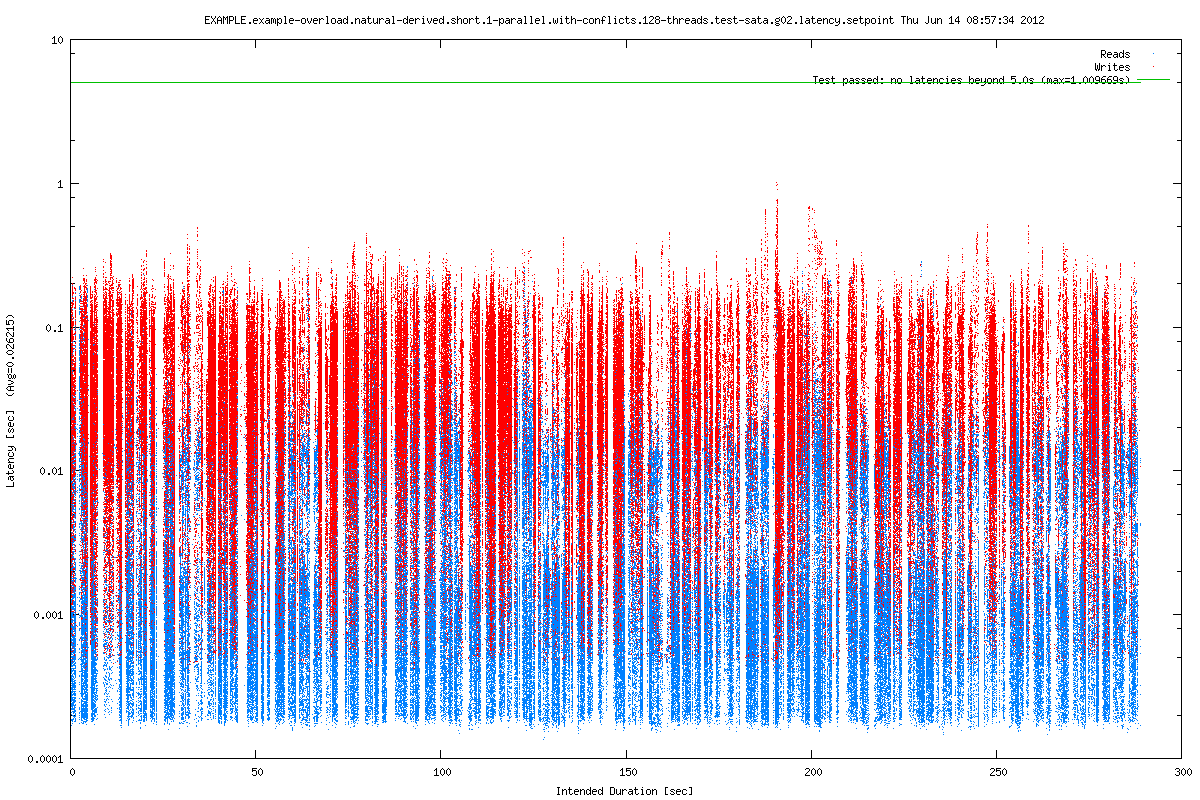 EXAMPLE.example-overload.natural-derived.short.1-parallel.with-conflicts.128-threads.test-sata.g02.latency.setpoint Thu Jun 14 08:57:34 2012
10
Reads
Writes
Test passed: no latencies beyond 5.0s (max=1.009669s)
1
0.1
Latency [sec] (Avg=0.026215)
0.01
0.001
0.0001
0 50 100 150 200 250 300
Intended Duration [sec]